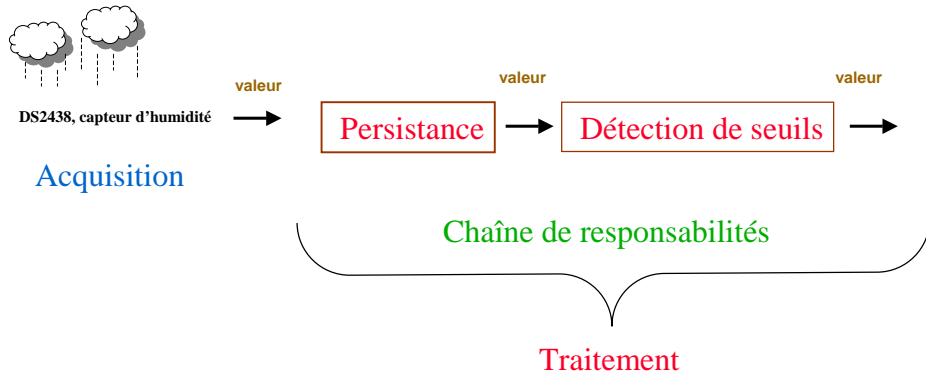 valeur
valeur
valeur
DS2438, capteur d'humidité
Persistance
Détection de seuils
Acquisition
Chaîne de responsabilités
Traitement